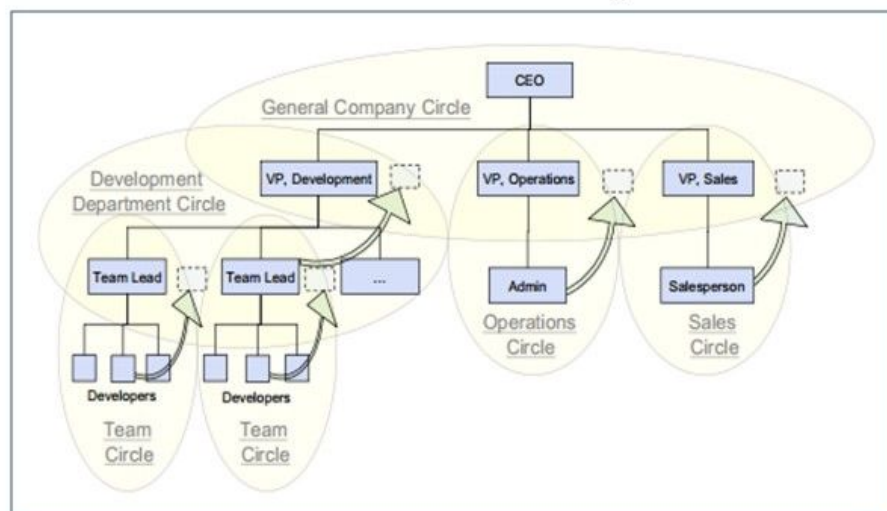 CEO
General Company Circle
VP, Development
VP, Operations
VP, Sales
Development
Department Circle
Team Lead
Team Lead
...
Admin
Salesperson
Operations
Circle
Sales
Circle
Developers
Developers
Team
Circle
Team
Circle